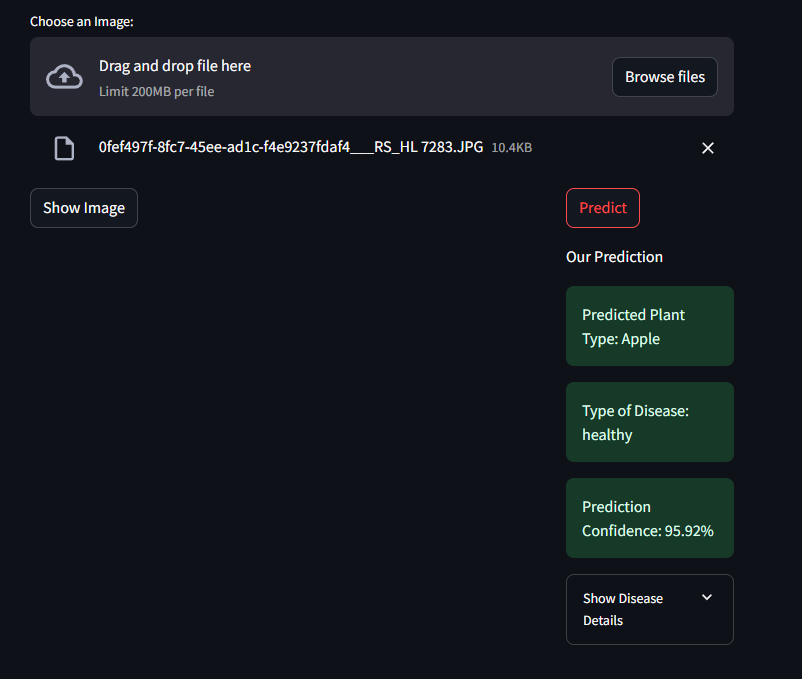 Choose an Image:
Drag and drop file here
Limit 200MB per file
Browse files
0fef497f-8fc7-45ee-ad1c-f4e9237fdaf4___RS_HL 7283.JPG 10.4KB
Show Image
Predict
Our Prediction
Predicted Plant
Type: Apple
Type of Disease:
healthy
Prediction
Confidence: 95.92%
Show Disease
Details